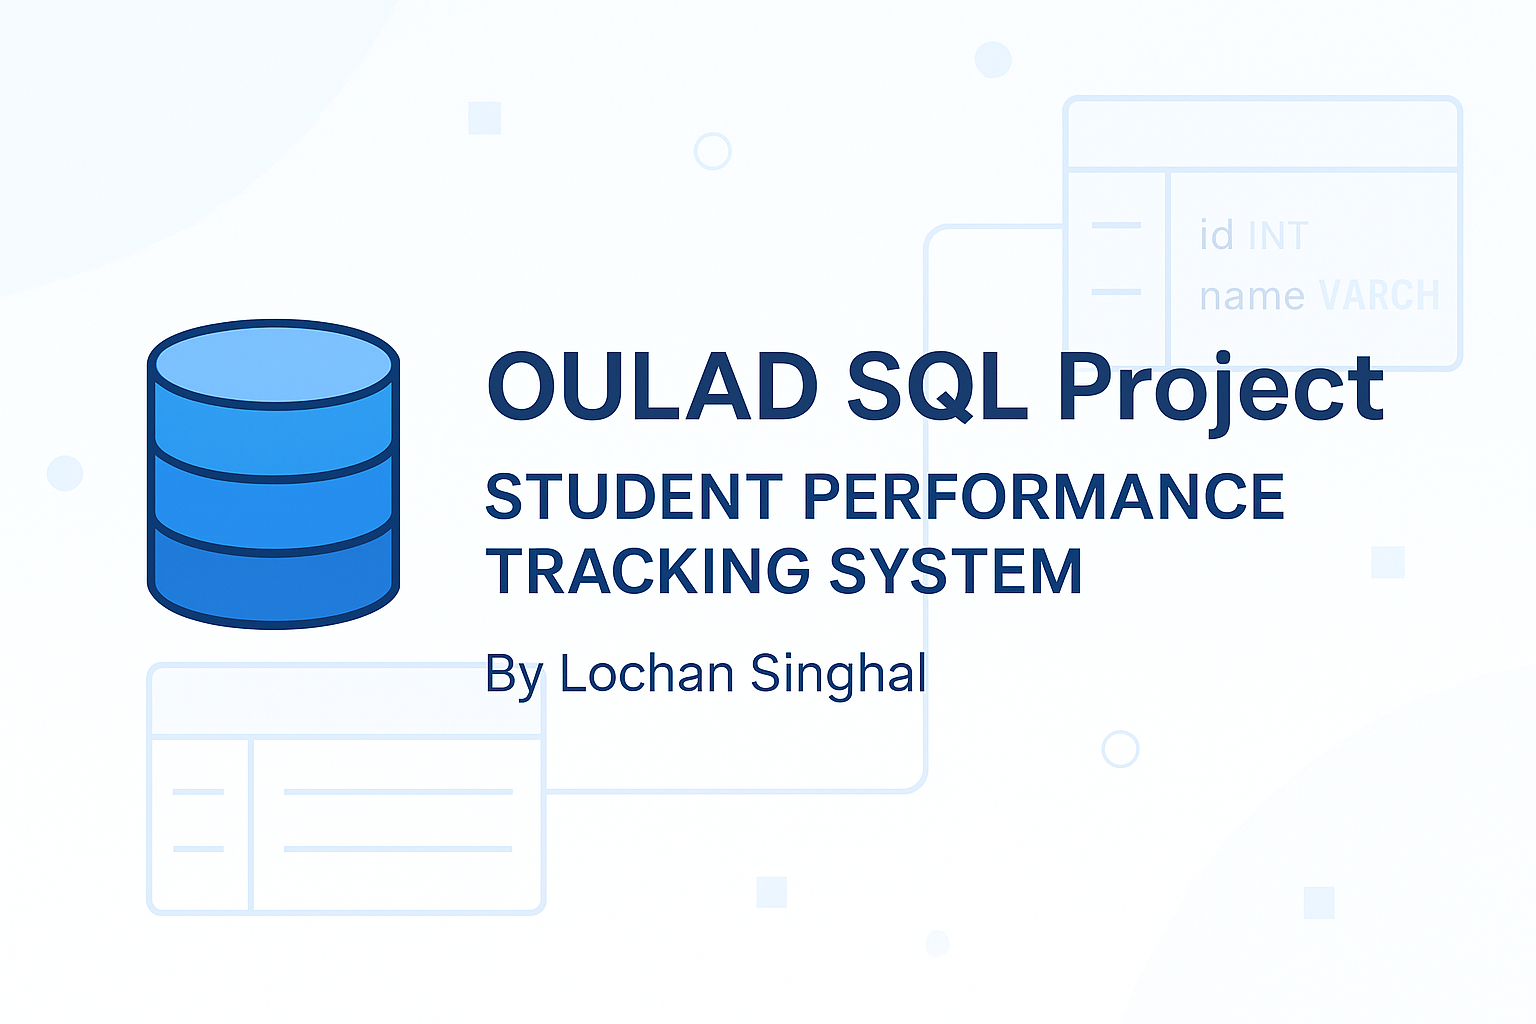 id INT
name VARCH
OULAD SQL Project
STUDENT PERFORMANCE
TRACKING SYSTEM
By Lochan Singhal